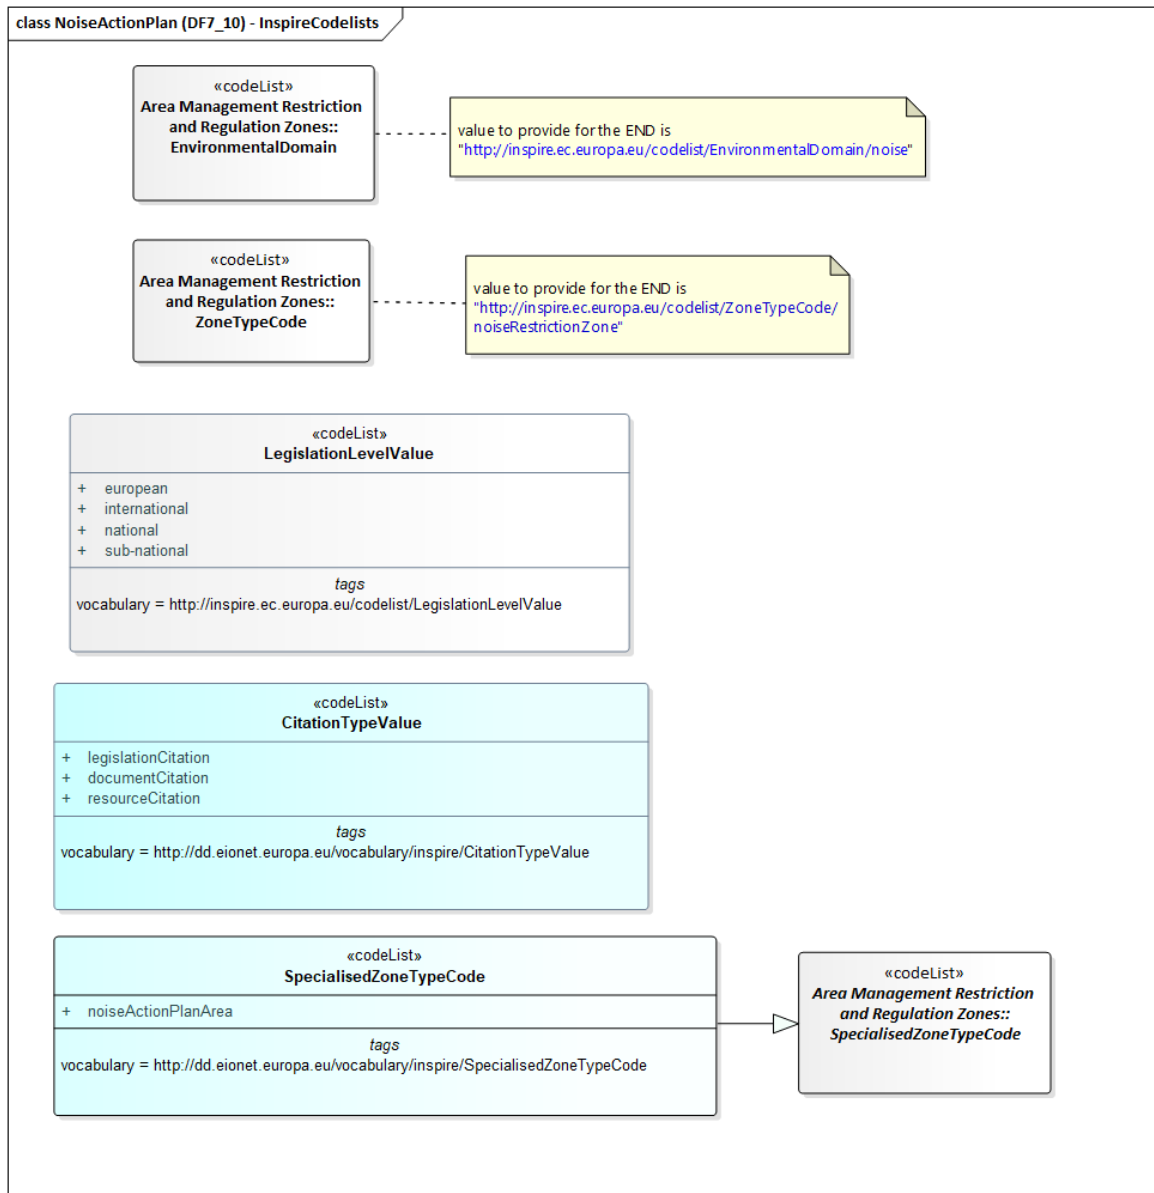 class NoiseActionPlan (DF7_10) - InspireCodelists
«codeList»
Area Management Restriction
and Regulation Zones::
EnvironmentalDomain
value to provide for the END is
"http://inspire.ec.europa.eu/codelist/EnvironmentalDomain/noise"
«codeList»
Area Management Restriction
and Regulation Zones::
ZoneTypeCode
value to provide for the END is
"http://inspire.ec.europa.eu/codelist/ZoneTypeCode/
noiseRestrictionZone"
«codeList»
LegislationLevelValue
+ european
+ international
+ national
+ sub-national
tags
vocabulary = http://inspire.ec.europa.eu/codelist/LegislationLevelValue
«codeList»
CitationTypeValue
+ legislationCitation
+ documentCitation
+ resourceCitation
tags
vocabulary = http://dd.eionet.europa.eu/vocabulary/inspire/CitationTypeValue
«codeList»
SpecialisedZoneTypeCode
+ noiseActionPlanArea
tags
vocabulary = http://dd.eionet.europa.eu/vocabulary/inspire/SpecialisedZoneTypeCode
«codeList»
Area Management Restriction
and Regulation Zones::
SpecialisedZoneTypeCode